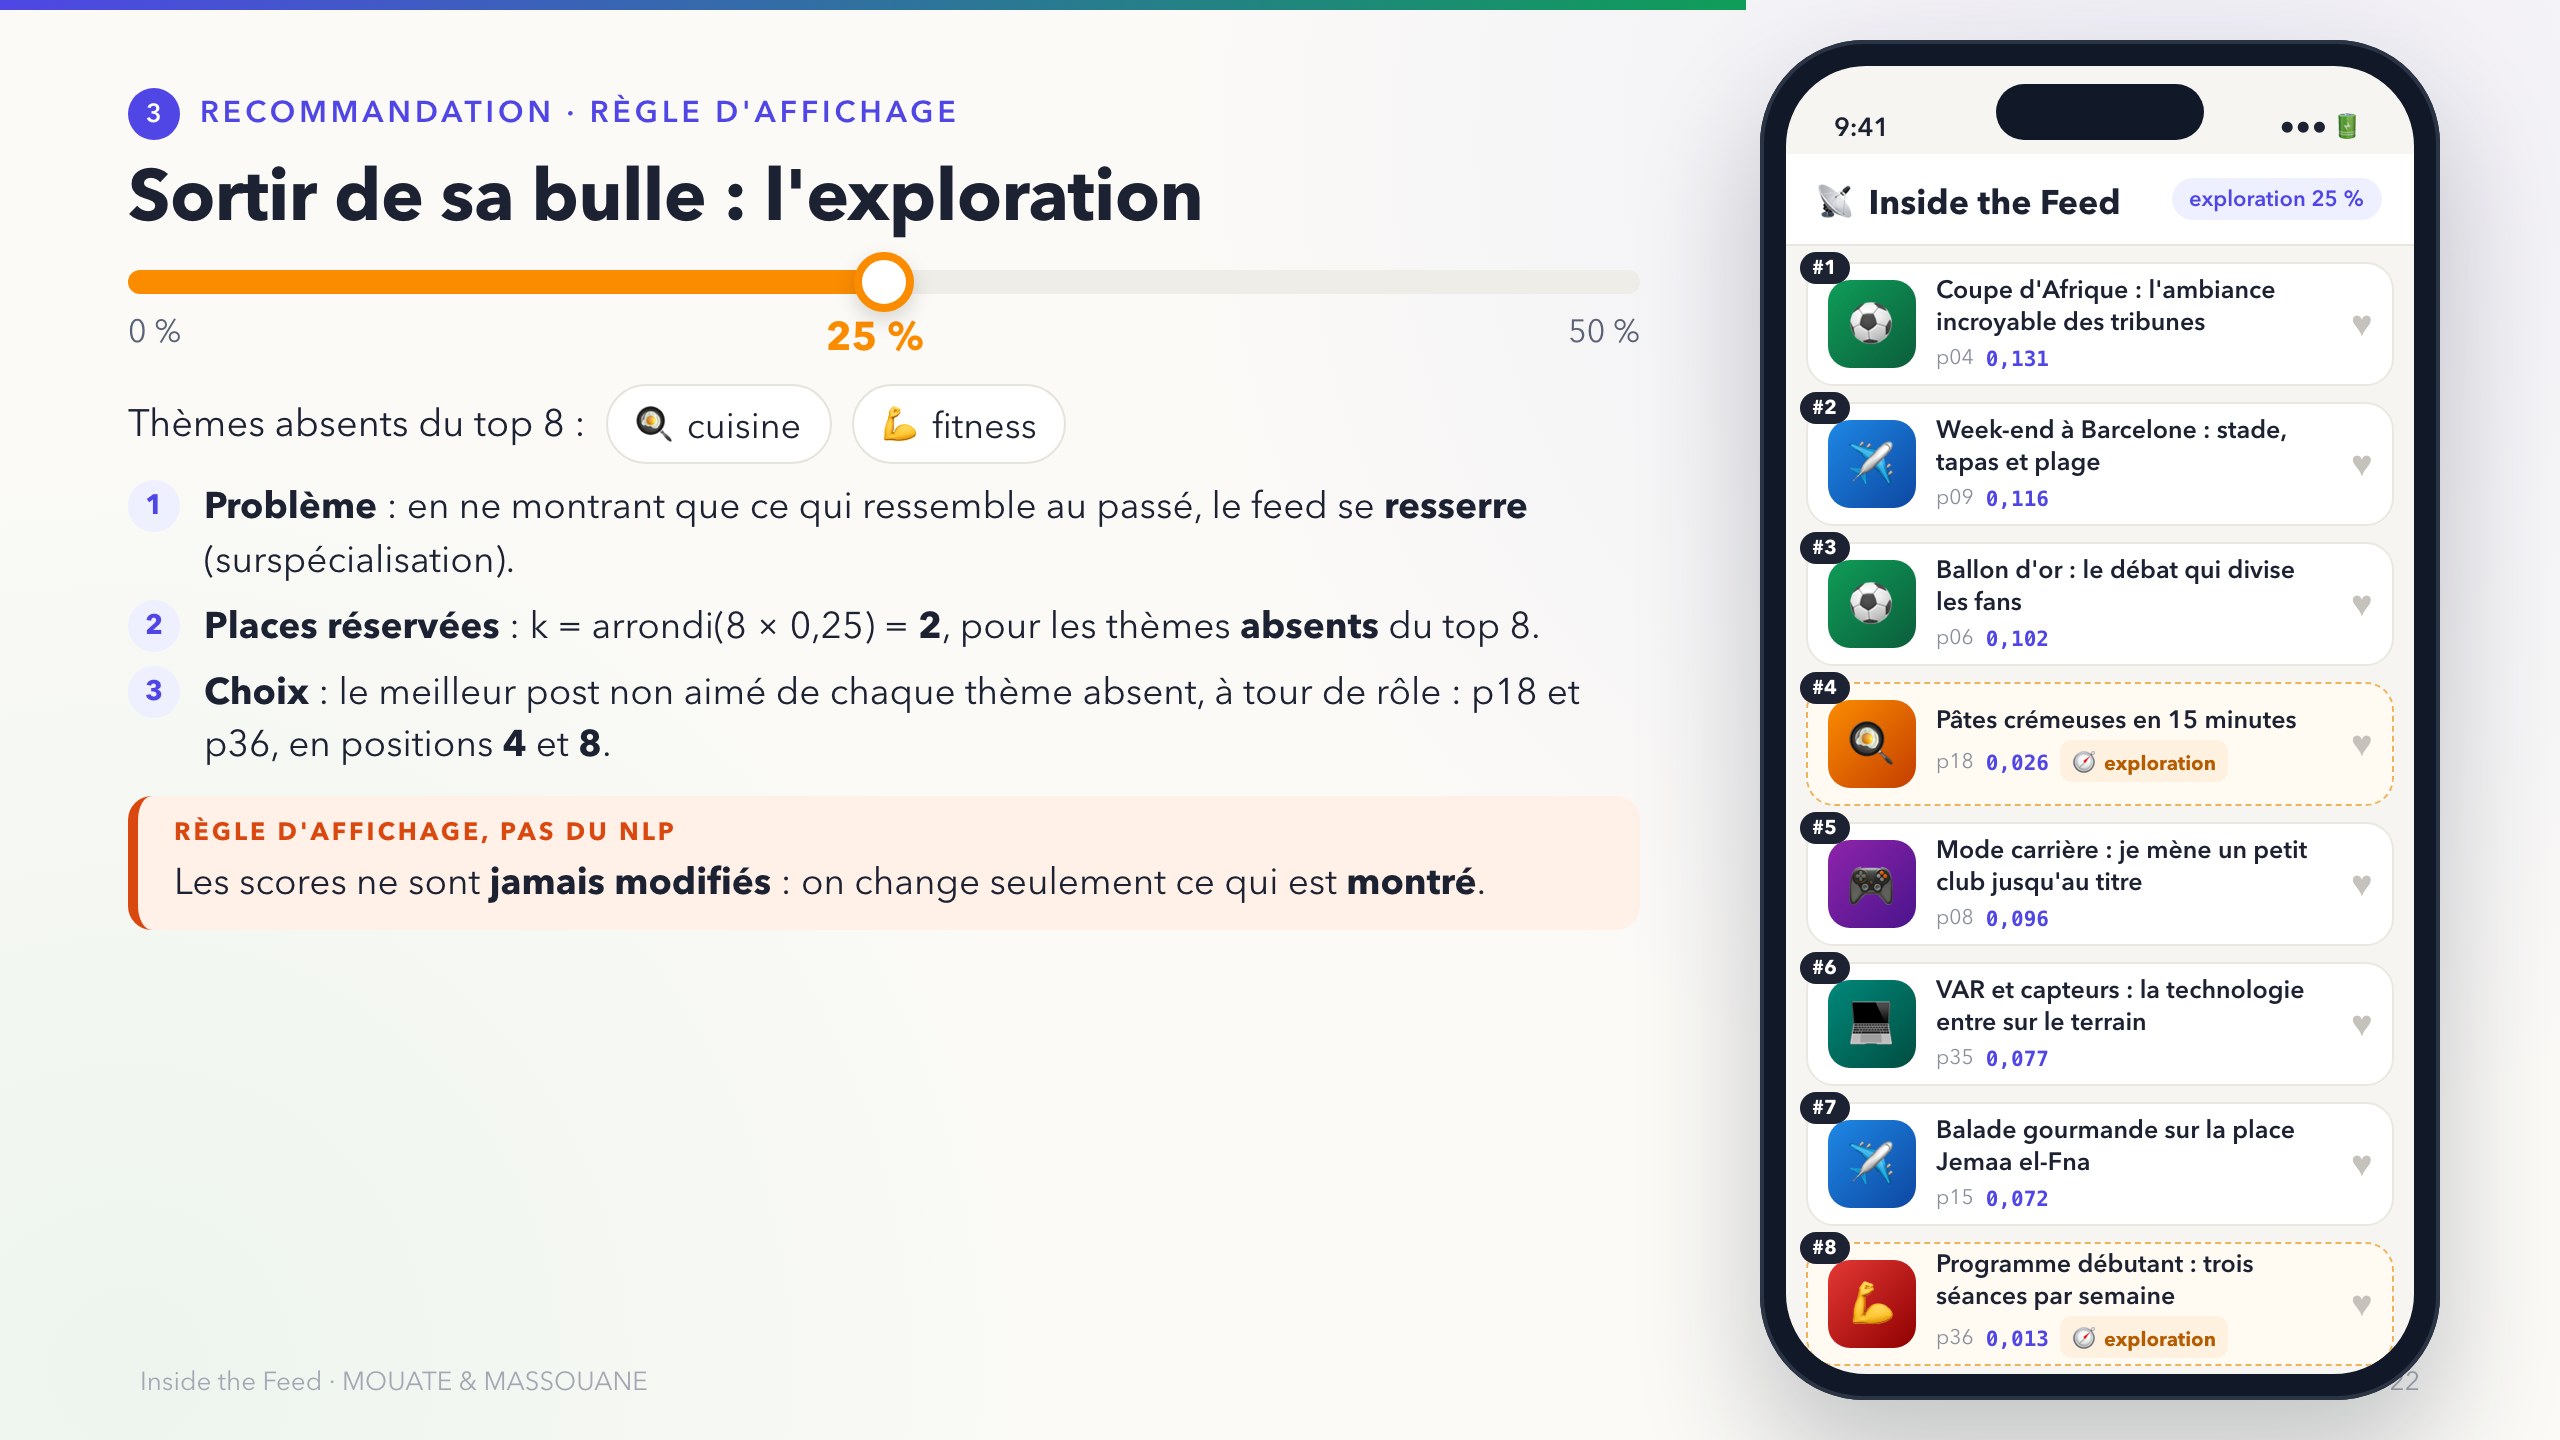 3 RECOMMANDATION · RÈGLE D'AFFICHAGE
Sortir de sa bulle : l'exploration
0 % 25 % 50 %
Thèmes absents du top 8 : cuisine fitness
1 Problème : en ne montrant que ce qui ressemble au passé, le feed se resserre
(surspécialisation).
2 Places réservées : k = arrondi(8 × 0,25) = 2, pour les thèmes absents du top 8.
3 Choix : le meilleur post non aimé de chaque thème absent, à tour de rôle : p18 et
p36, en positions 4 et 8.
RÈGLE D'AFFICHAGE, PAS DU NLP
Les scores ne sont jamais modifiés : on change seulement ce qui est montré.
9:41
Inside the Feed exploration 25 %
#1
Coupe d'Afrique : l'ambiance
incroyable des tribunes
p04 0,131
#2
Week-end à Barcelone : stade,
tapas et plage
p09 0,116
#3
Ballon d'or : le débat qui divise
les fans
p06 0,102
#4
Pâtes crémeuses en 15 minutes
p18 0,026 exploration
#5
Mode carrière : je mène un petit
club jusqu'au titre
p08 0,096
#6
VAR et capteurs : la technologie
entre sur le terrain
p35 0,077
#7
Balade gourmande sur la place
Jemaa el-Fna
p15 0,072
#8
Programme débutant : trois
séances par semaine
p36 0,013 exploration
Inside the Feed · MOUATE & MASSOUANE
22